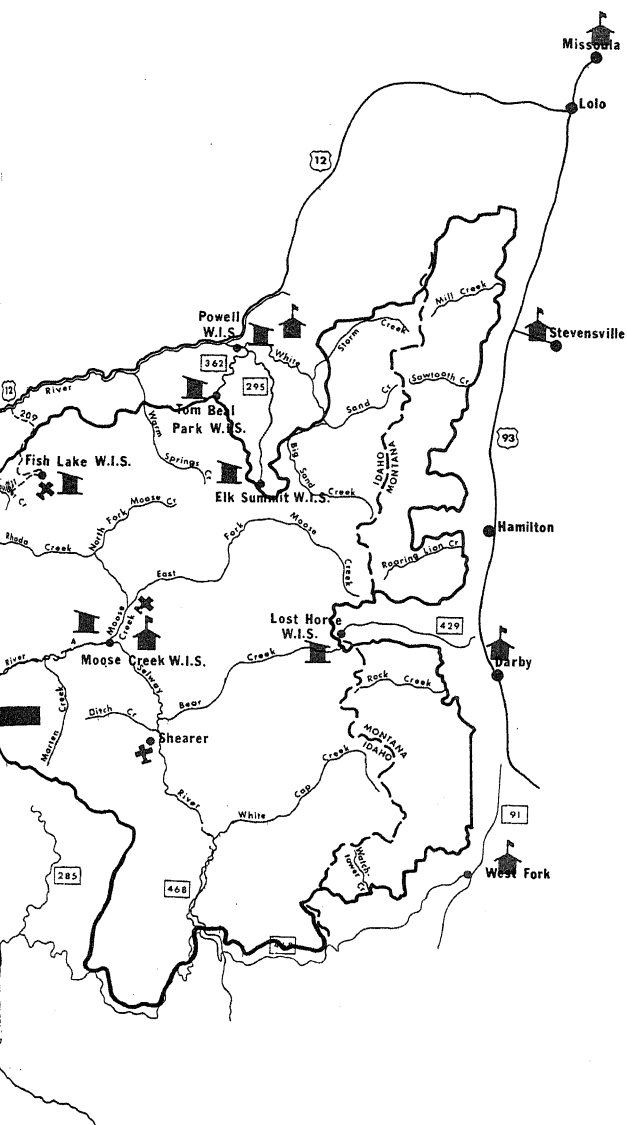 Missoula
Lolo
12
Mill Creek
Powell
W.I.S.
Storm Creek
Stevensville
White
362
295
12
River
Sawtooth Cr
Sand Cr
209
Tom Beal
Park W.I.S.
Warm
Springs Cr
93
IDAHO
MONTANA
Fish Lake W.I.S.
Big Sand
Creek
Elk Summit W.I.S.
Cr
North Fork Moose Cr
Rhoda Creek
East Fork Moose Creek
Hamilton
Roaring Lion Cr
Moose Creek
Lost Horse
W.I.S.
429
Darby
River
Moose Creek W.I.S.
Selway
Bear Creek
Rock Creek
Marten Creek
Ditch Cr
Shearer
MONTANA
IDAHO
River
White Cap Creek
91
Watch-
tower Cr
285
468
West Fork